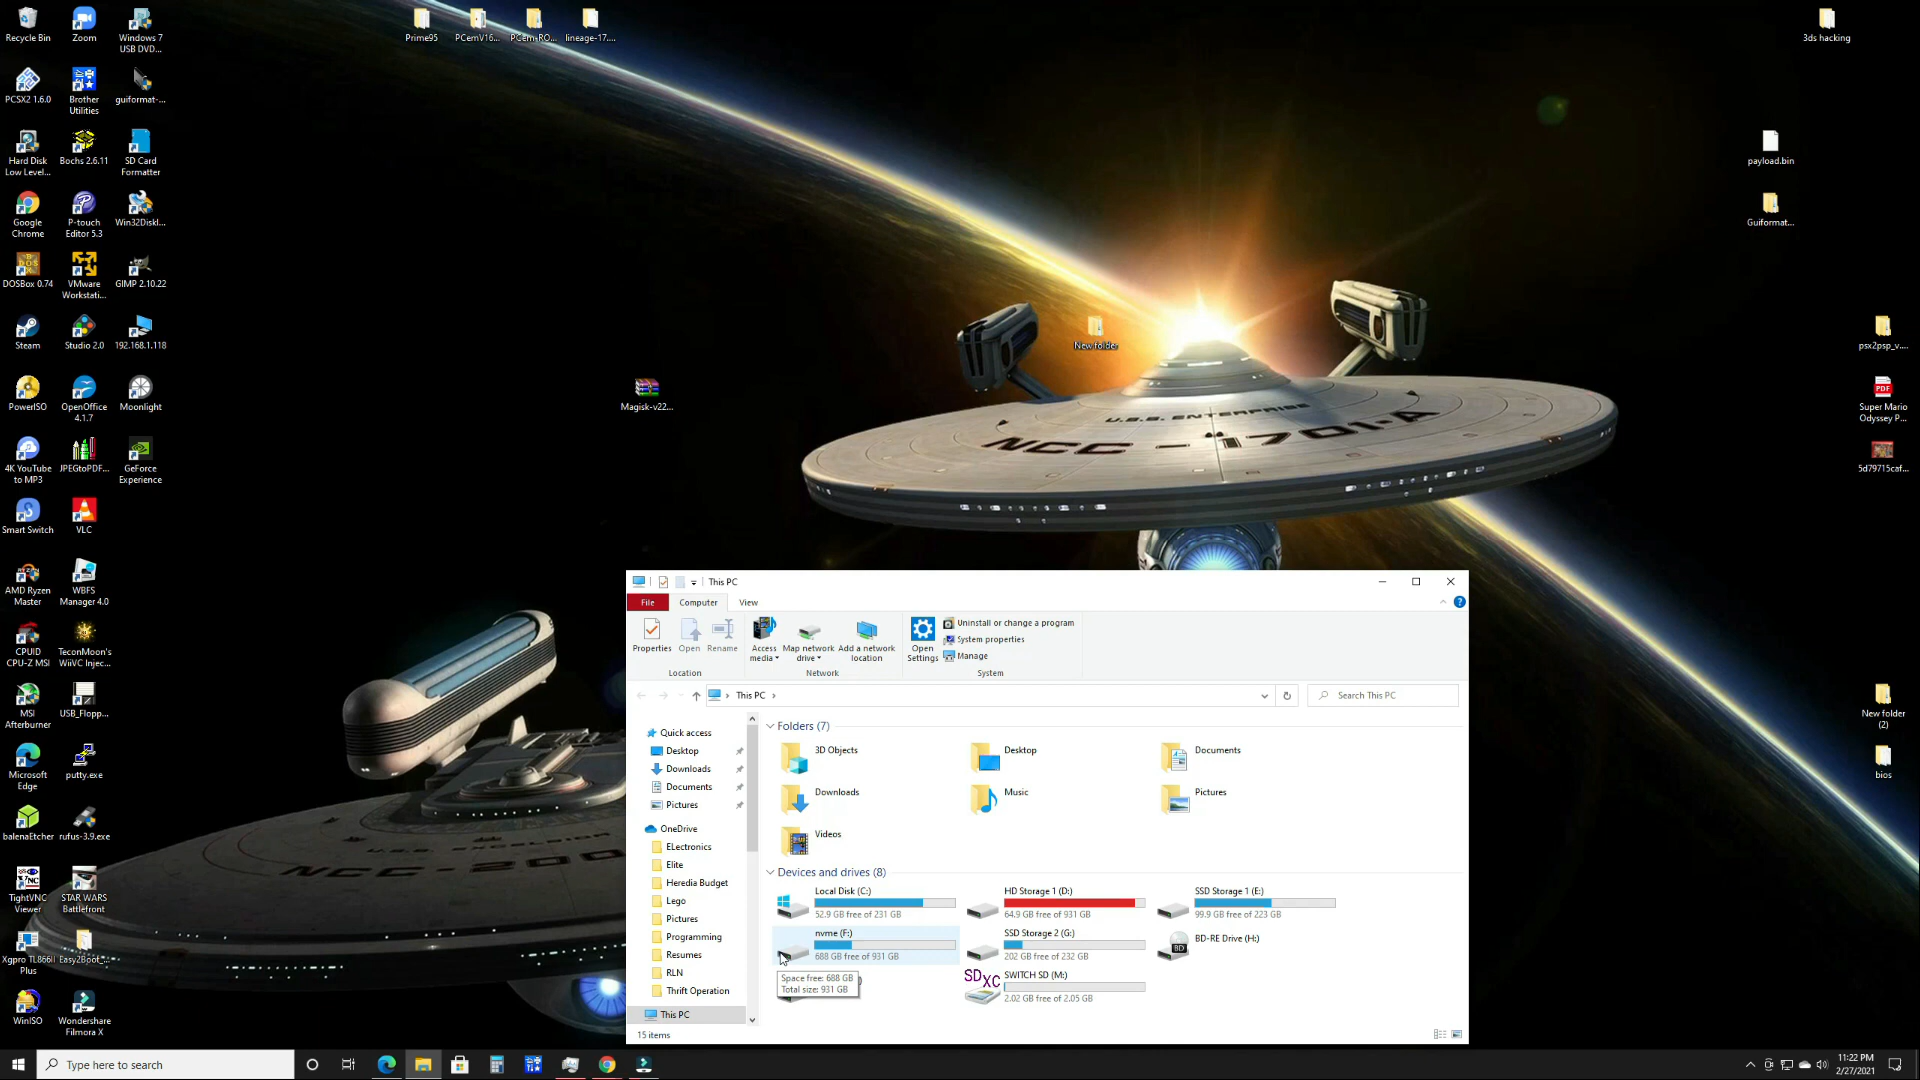 Recycle Bin
Zoom
Windows 7
USB DVD...
PCSX2 1.6.0
Brother
Utilities
guiformat-...
Hard Disk
Low Level...
Bochs 2.6.11
SD Card
Formatter
Google
Chrome
P-touch
Editor 5.3
Win32DiskI...
DOSBox 0.74
VMware
Workstati...
GIMP 2.10.22
Steam
Studio 2.0
192.168.1.118
PowerISO
OpenOffice
4.1.7
Moonlight
4K YouTube
to MP3
JPEGtoPDF...
GeForce
Experience
Smart Switch
VLC
AMD Ryzen
Master
WBFS
Manager 4.0
CPUID
CPU-Z MSI
TeconMoon's
WiiVC Injec...
MSI
Afterburner
USB_Flopp...
Microsoft
Edge
putty.exe
balenaEtcher
rufus-3.9.exe
TightVNC
Viewer
STAR WARS
Battlefront
Xgpro TL866II
Plus
Easy2Boot_...
WinISO
Wondershare
Filmora X
Prime95
PCemV16...
PCem-RO...
lineage-17....
Magisk-v22...
New folder
3ds hacking
payload.bin
Guiformat...
psx2psp_v....
PDF
Super Mario
Odyssey P...
5d79715caf...
New folder
(2)
bios
U.S.S. ENTERPRISE
NCC-1701-A
U.S.S. EXCALIBUR
NCC-200
This PC
File
Computer
View
Properties
Open
Rename
Location
Access
media
Map network
drive
Add a network
location
Network
Open
Settings
Uninstall or change a program
System properties
Manage
System
This PC
Search This PC
Quick access
Desktop
Downloads
Documents
Pictures
OneDrive
ELectronics
Elite
Heredia Budget
Lego
Pictures
Programming
Resumes
RLN
Thrift Operation
This PC
Folders (7)
3D Objects
Desktop
Documents
Downloads
Music
Pictures
Videos
Devices and drives (8)
Local Disk (C:)
52.9 GB free of 231 GB
HD Storage 1 (D:)
64.9 GB free of 931 GB
SSD Storage 1 (E:)
99.9 GB free of 223 GB
nvme (F:)
688 GB free of 931 GB
SSD Storage 2 (G:)
202 GB free of 232 GB
BD
BD-RE Drive (H:)
Space free: 688 GB
Total size: 931 GB
SDXC
SWITCH SD (M:)
2.02 GB free of 2.05 GB
15 items
Type here to search
11:22 PM
2/27/2021